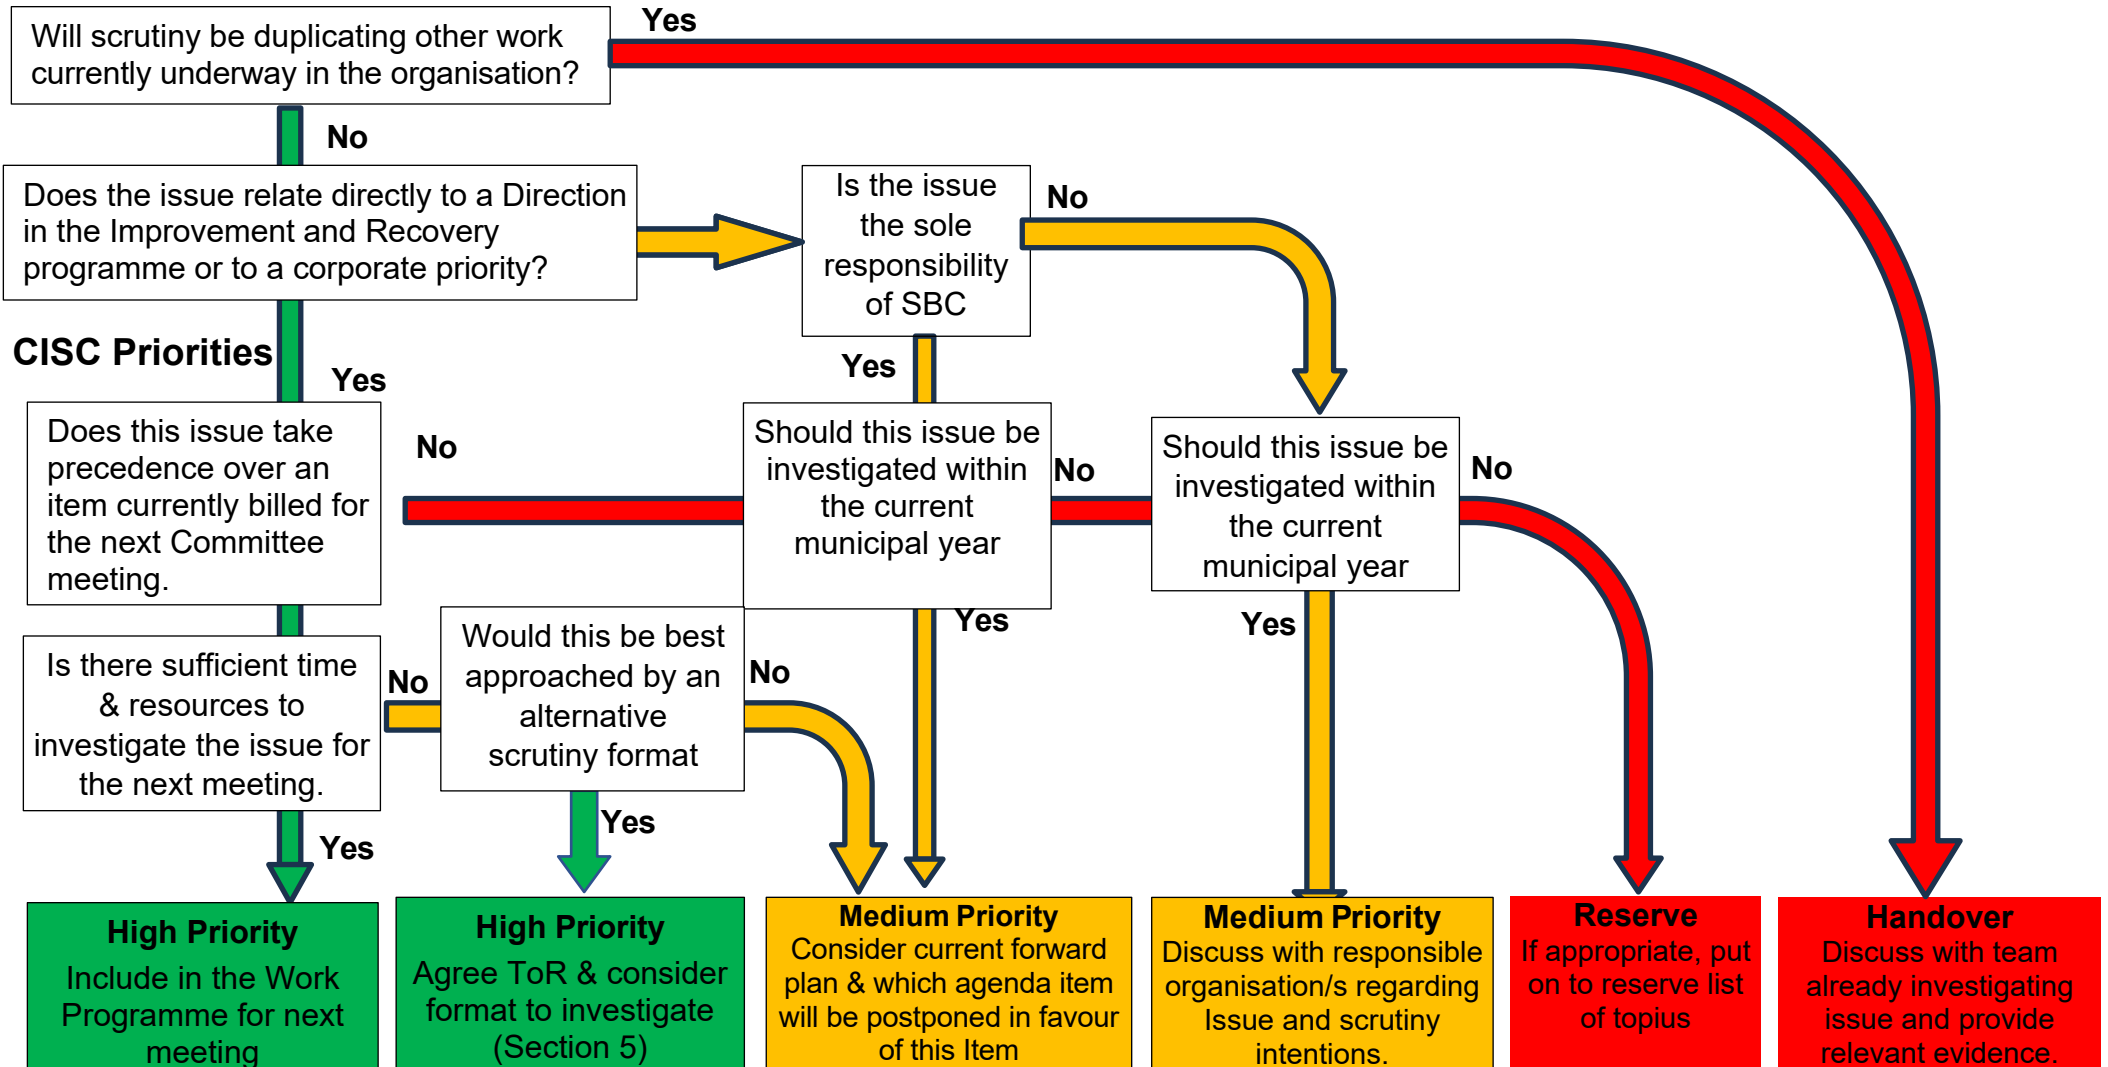 Yes
Will scrutiny be duplicating other work
currently underway in the organisation?
No
Does the issue relate directly to a Direction
in the Improvement and Recovery
programme or to a corporate priority?
Is the issue
the sole
responsibility
of SBC
No
CISC Priorities
Yes
Yes
Does this issue take
precedence over an
item currently billed for
the next Committee
meeting.
No
Should this issue be
investigated within
the current
municipal year
No
Should this issue be
investigated within
the current
municipal year
No
Is there sufficient time
& resources to
investigate the issue for
the next meeting.
No
Would this be best
approached by an
alternative
scrutiny format
No
Yes
Yes
Yes
Yes
High Priority
Include in the Work
Programme for next
meeting
High Priority
Agree ToR & consider
format to investigate
(Section 5)
Medium Priority
Consider current forward
plan & which agenda item
will be postponed in favour
of this Item
Medium Priority
Discuss with responsible
organisation/s regarding
Issue and scrutiny
intentions.
Reserve
If appropriate, put
on to reserve list
of topius
Handover
Discuss with team
already investigating
issue and provide
relevant evidence.